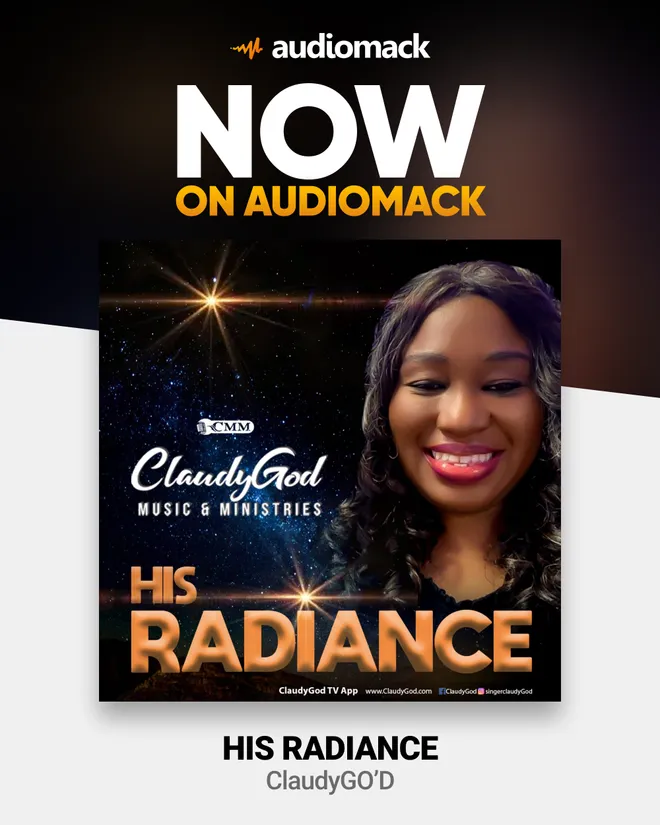 audiomack
NOW
ON AUDIOMACK
CMM
ClaudyGod
MUSIC & MINISTRIES
HIS
RADIANCE
ClaudyGod TV App www.ClaudyGod.com ClaudyGod singerclaudyGod
HIS RADIANCE
ClaudyGO’D